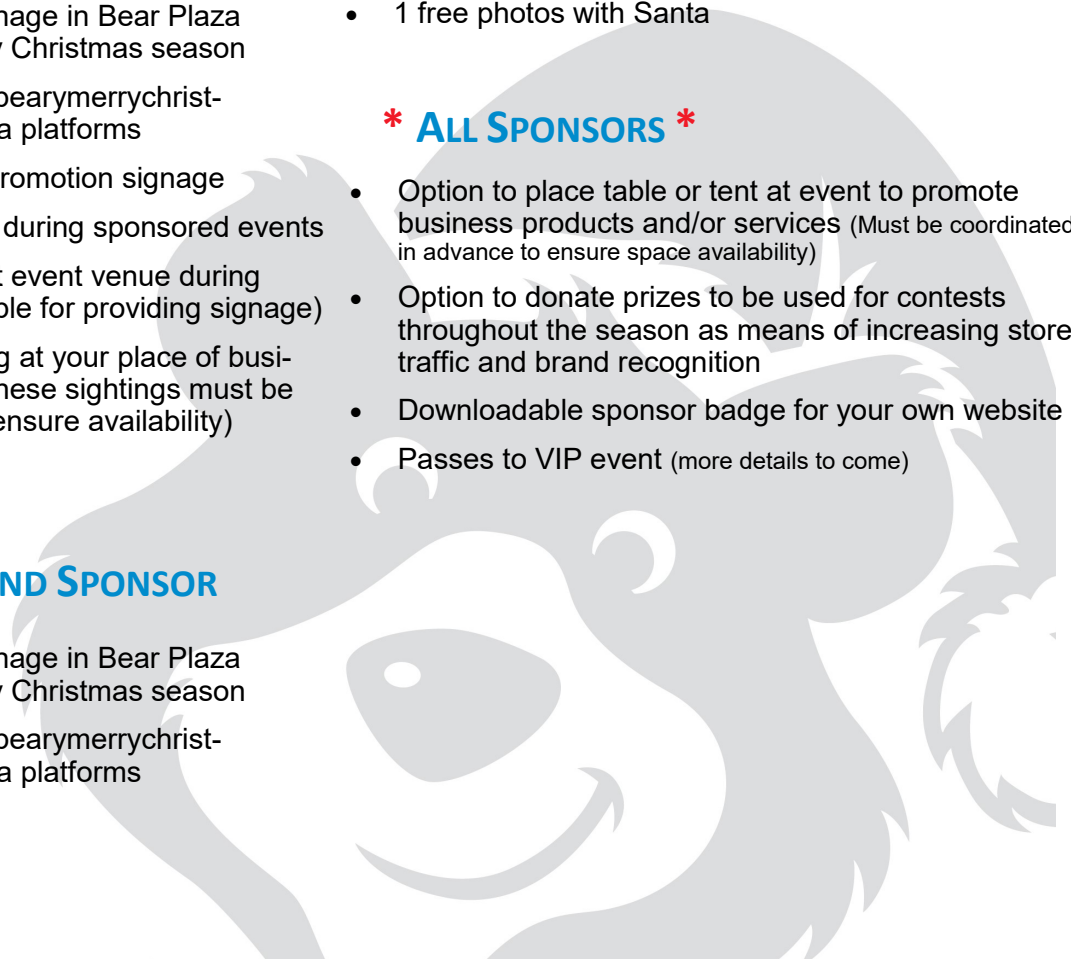 nage in Bear Plaza
Christmas season
bearymerrychrist-
a platforms
romotion signage
during sponsored events
event venue during
ble for providing signage)
g at your place of busi-
hese sightings must be
ensure availability)
ND SPONSOR
nage in Bear Plaza
Christmas season
bearymerrychrist-
a platforms
• 1 free photos with Santa
* ALL SPONSORS *
• Option to place table or tent at event to promote
business products and/or services (Must be coordinated
in advance to ensure space availability)
• Option to donate prizes to be used for contests
throughout the season as means of increasing store
traffic and brand recognition
• Downloadable sponsor badge for your own website
• Passes to VIP event (more details to come)